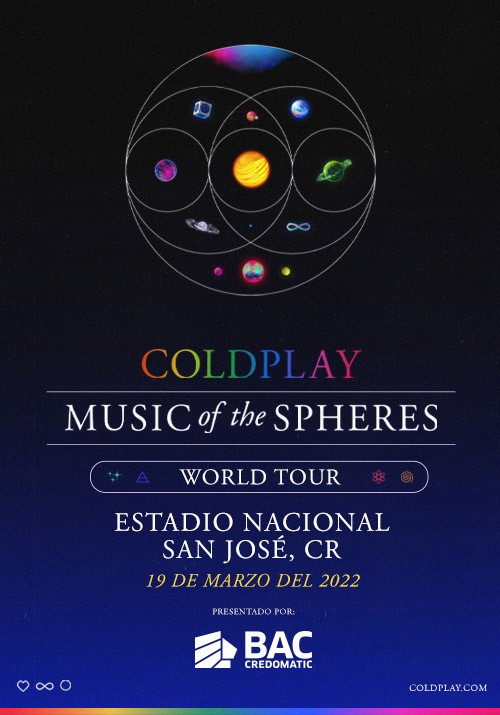 COLDPLAY
MUSIC of the SPHERES
WORLD TOUR
ESTADIO NACIONAL
SAN JOSÉ, CR
19 DE MARZO DEL 2022
PRESENTADO POR:
BAC
CREDOMATIC
COLDPLAY.COM